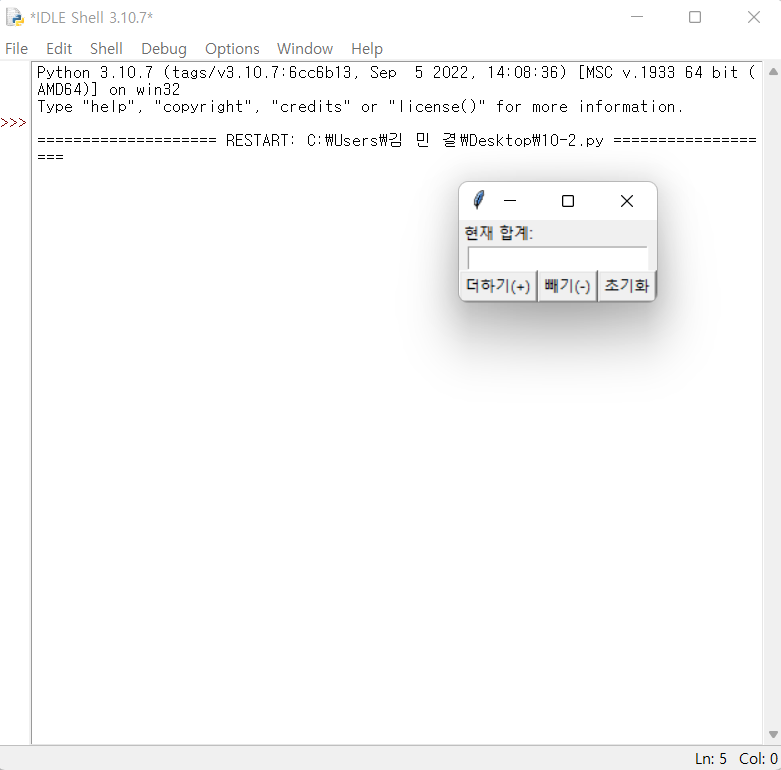 *IDLE Shell 3.10.7*
File Edit Shell Debug Options Window Help
Python 3.10.7 (tags/v3.10.7:6cc6b13, Sep  5 2022, 14:08:36) [MSC v.1933 64 bit (
AMD64)] on win32
Type "help", "copyright", "credits" or "license()" for more information.
>>>
==================== RESTART: C:₩Users₩김 민 결₩Desktop₩10-2.py ================
===
현재 합계:
더하기(+) 빼기(-) 초기화
Ln: 5 Col: 0